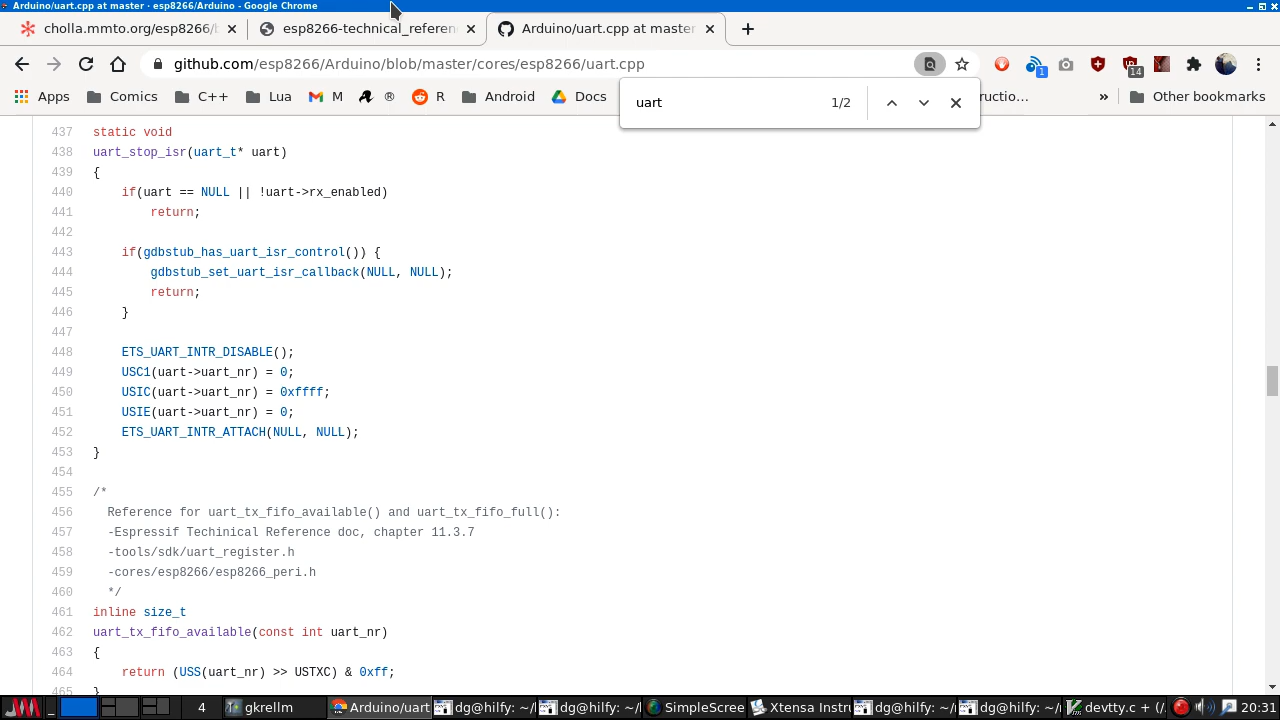 Arduino/uart.cpp at master · esp8266/Arduino - Google Chrome
cholla.mmto.org/esp8266/b
esp8266-technical_referen
Arduino/uart.cpp at master
github.com/esp8266/Arduino/blob/master/cores/esp8266/uart.cpp
1
14
Apps Comics C++ Lua M ® R Android Docs
ructio…
» Other bookmarks
uart 1/2
437 static void
438 uart_stop_isr(uart_t* uart)
439 {
440 if(uart == NULL || !uart->rx_enabled)
441 return;
442
443 if(gdbstub_has_uart_isr_control()) {
444 gdbstub_set_uart_isr_callback(NULL, NULL);
445 return;
446 }
447
448 ETS_UART_INTR_DISABLE();
449 USC1(uart->uart_nr) = 0;
450 USIC(uart->uart_nr) = 0xffff;
451 USIE(uart->uart_nr) = 0;
452 ETS_UART_INTR_ATTACH(NULL, NULL);
453 }
454
455 /*
456 Reference for uart_tx_fifo_available() and uart_tx_fifo_full():
457 -Espressif Techinical Reference doc, chapter 11.3.7
458 -tools/sdk/uart_register.h
459 -cores/esp8266/esp8266_peri.h
460 */
461 inline size_t
462 uart_tx_fifo_available(const int uart_nr)
463 {
464 return (USS(uart_nr) >> USTXC) & 0xff;
465 }
4 gkrellm Arduino/uart dg@hilfy: ~/ dg@hilfy: ~/ SimpleScree Xtensa Instru dg@hilfy: ~/ dg@hilfy: ~/ devtty.c + (/. 20:31